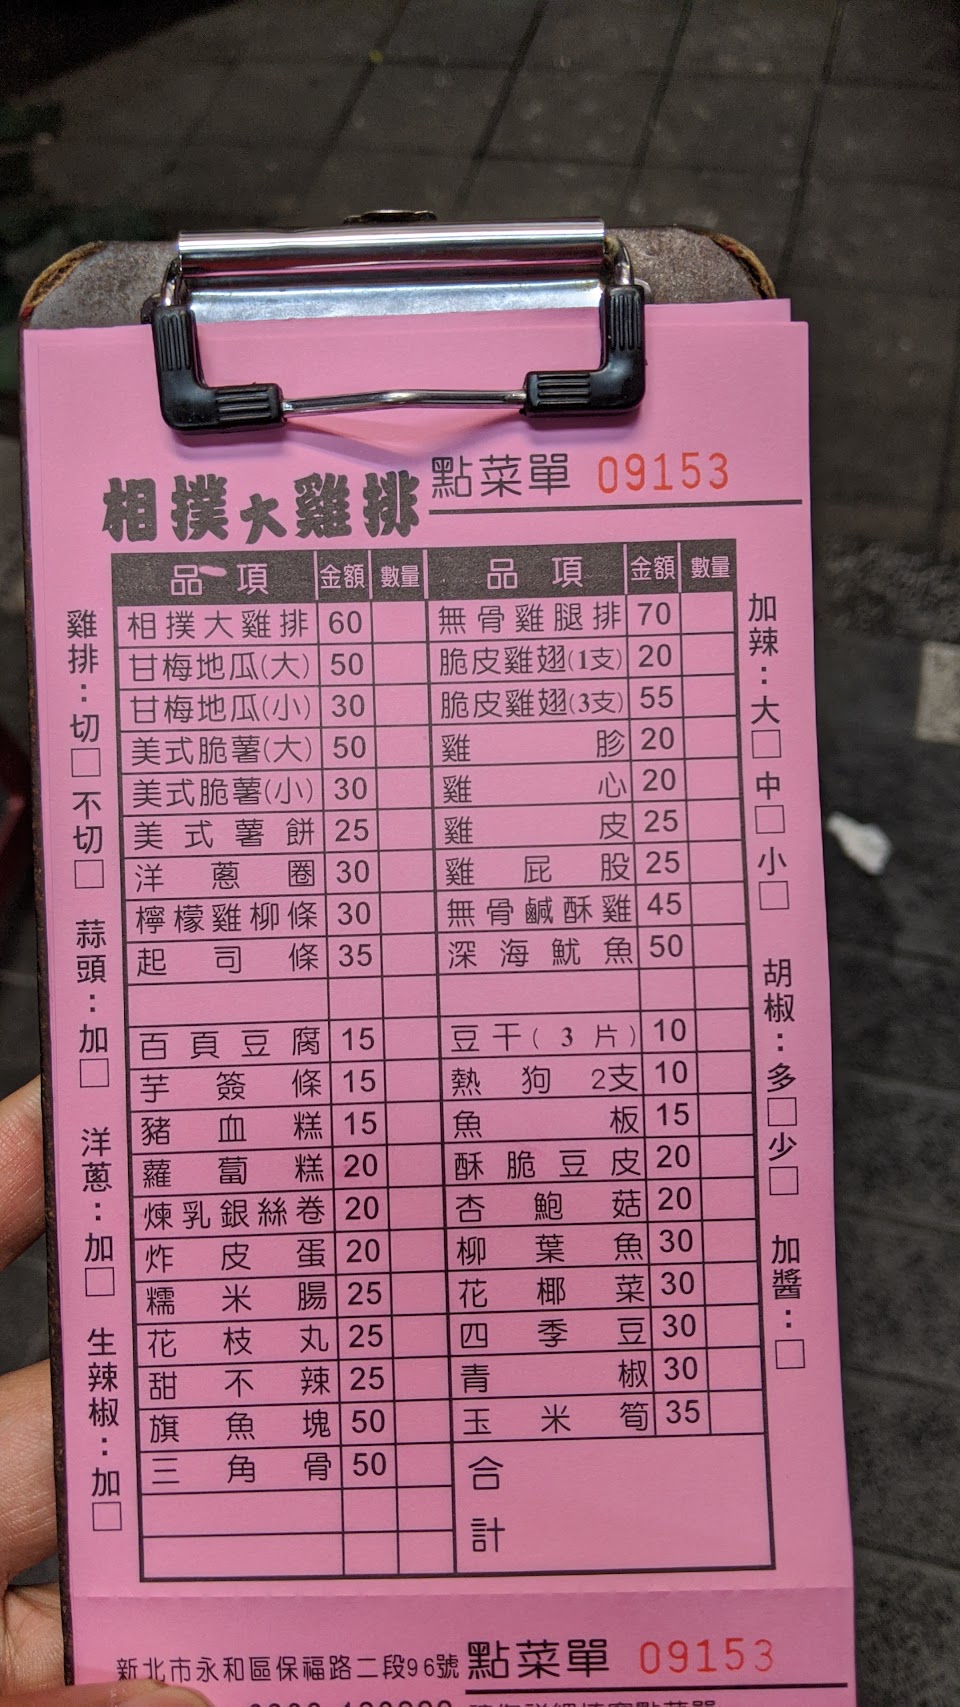 相撲大雞排 點菜單 09153
品項 金額 數量 品項 金額 數量
相撲大雞排 60 無骨雞腿排 70
甘梅地瓜(大) 50 脆皮雞翅(1支) 20
甘梅地瓜(小) 30 脆皮雞翅(3支) 55
美式脆薯(大) 50 雞胗 20
美式脆薯(小) 30 雞心 20
美式薯餅 25 雞皮 25
洋蔥圈 30 雞屁股 25
檸檬雞柳條 30 無骨鹹酥雞 45
起司條 35 深海魷魚 50
百頁豆腐 15 豆干(3片) 10
芋簽條 15 熱狗2支 10
豬血糕 15 魚板 15
蘿蔔糕 20 酥脆豆皮 20
煉乳銀絲卷 20 杏鮑菇 20
炸皮蛋 20 柳葉魚 30
糯米腸 25 花椰菜 30
花枝丸 25 四季豆 30
甜不辣 25 青椒 30
旗魚塊 50 玉米筍 35
三角骨 50 合計
雞排：切□ 不切□ 蒜頭：加□ 洋蔥：加□ 生辣椒：加□
加辣：大□ 中□ 小□ 胡椒：多□少□ 加醬：□
新北市永和區保福路二段96號 點菜單 09153